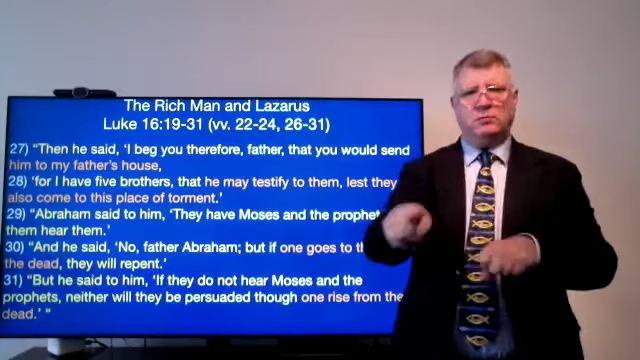 The Rich Man and Lazarus
Luke 16:19-31 (vv. 22-24, 26-31)
27) “Then he said, ‘I beg you therefore, father, that you would send
him to my father’s house,
28) ‘for I have five brothers, that he may testify to them, lest they
also come to this place of torment.’
29) “Abraham said to him, ‘They have Moses and the
them hear them.’
30) “And he said, ‘No, father Abraham; but if one goes to
the dead, they will repent.’
31) “But he said to him, ‘If they do not hear Moses and the
prophets, neither will they be persuaded though one rise from the
dead.’ “